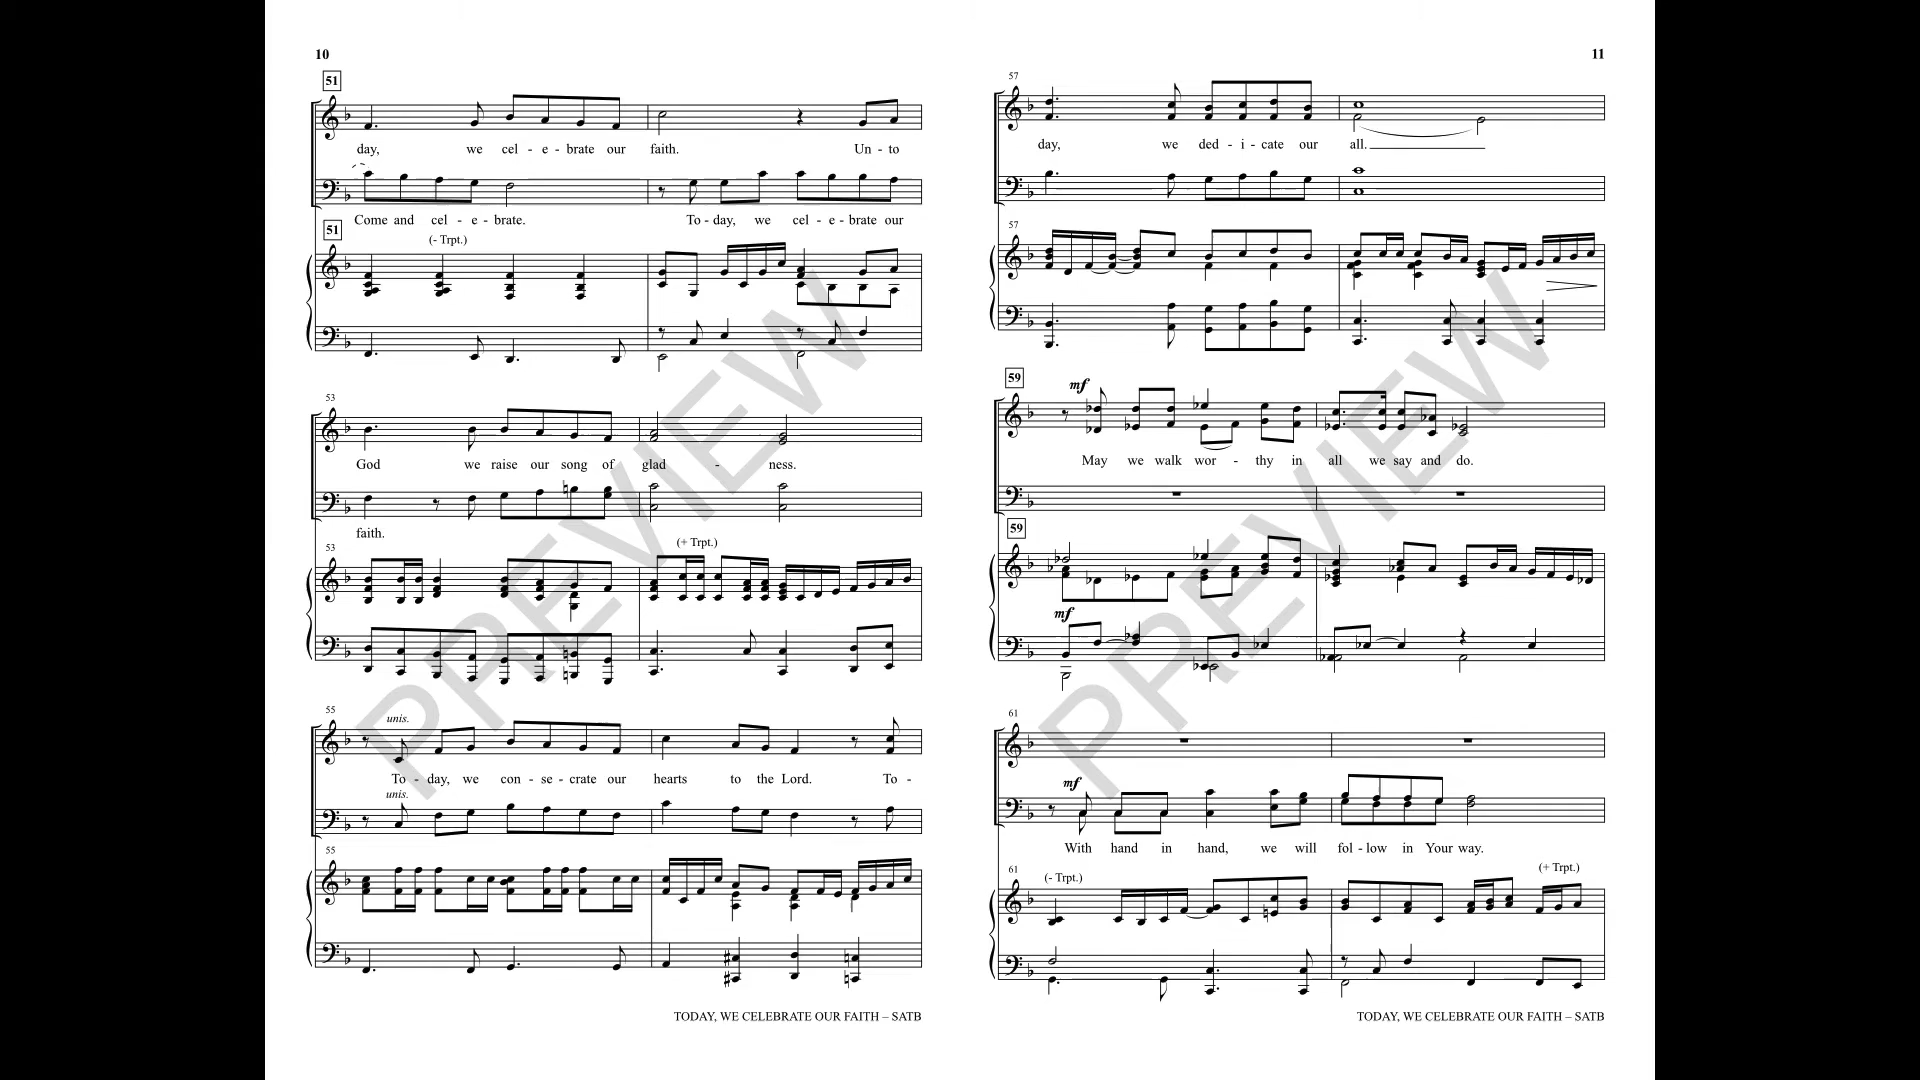 10
51
day, we cel - e - brate our faith. Un - to
Come and cel - e - brate. To - day, we cel - e - brate our
51
(- Trpt.)
53
God we raise our song of glad - ness.
faith.
53
(+ Trpt.)
55
unis.
To - day, we con - se - crate our hearts to the Lord. To -
unis.
55
TODAY, WE CELEBRATE OUR FAITH – SATB
11
57
day, we ded - i - cate our all.
57
59
mf
May we walk wor - thy in all we say and do.
59
mf
61
mf
With hand in hand, we will fol - low in Your way.
61
(- Trpt.)
(+ Trpt.)
TODAY, WE CELEBRATE OUR FAITH – SATB
PREVIEW
PREVIEW